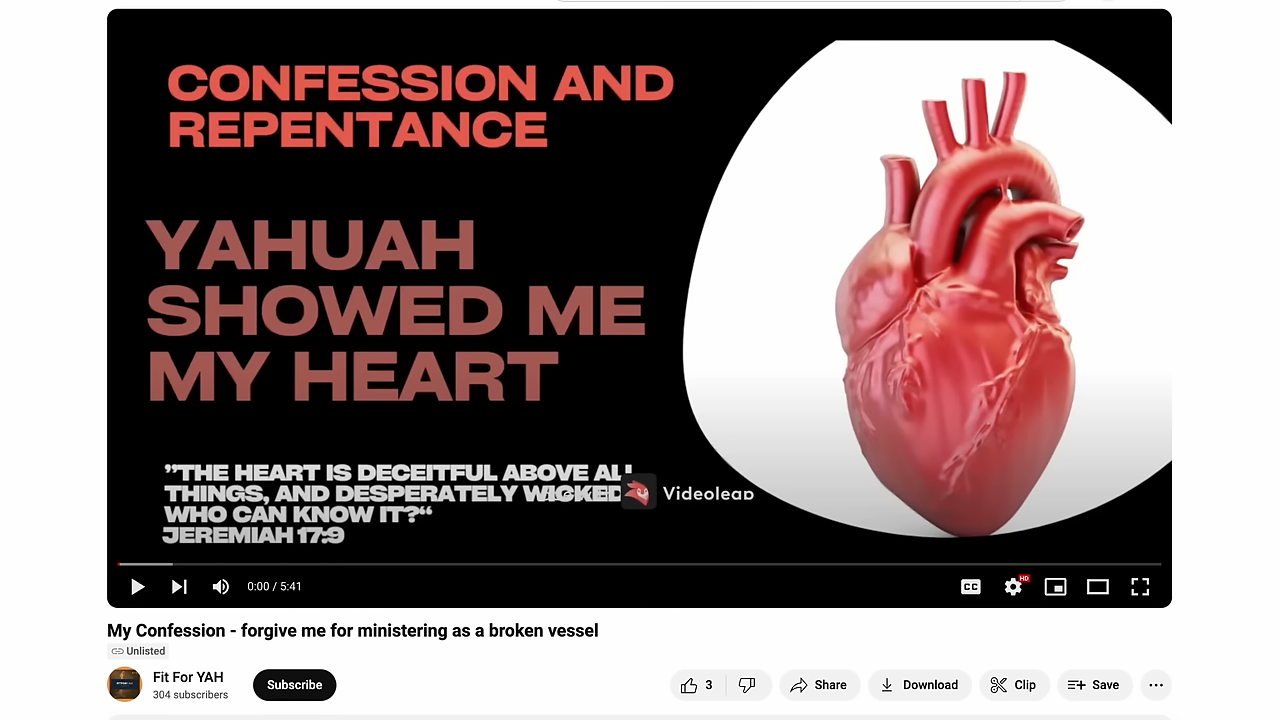 CONFESSION AND
REPENTANCE
YAHUAH
SHOWED ME
MY HEART
"THE HEART IS DECEITFUL ABOVE ALL
THINGS, AND DESPERATELY WICKED
WHO CAN KNOW IT?“
JEREMIAH 17:9
Videoleap
0:00 / 5:41
CC
HD
My Confession - forgive me for ministering as a broken vessel
Unlisted
Fit For YAH
304 subscribers
Subscribe
3
Share
Download
Clip
Save